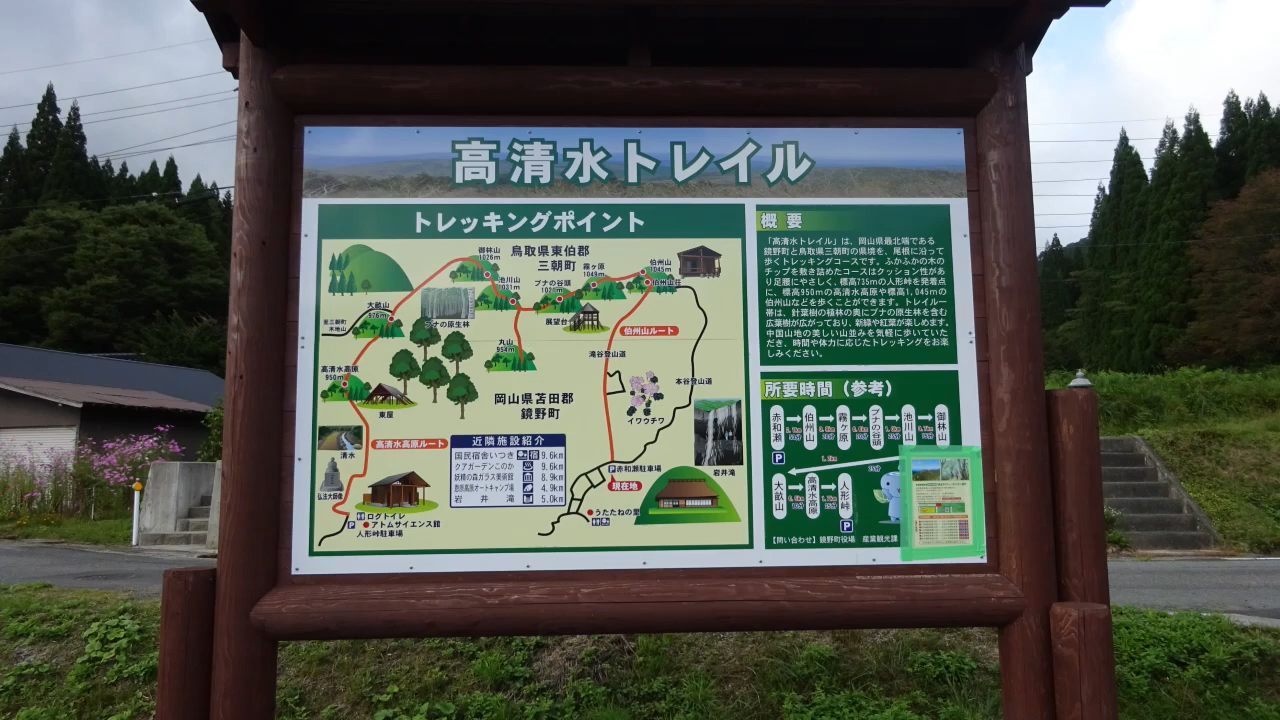 高清水トレイル
トレッキングポイント
鳥取県東伯郡
三朝町
御林山
1026m
池川山
ブナの谷頭
1020m
霧ヶ原
1049m
伯州山
1045m
伯州山荘
大畝山
976m
至三朝町
木地山
ブナの原生林
展望台
伯州山ルート
丸山
954m
滝谷登山道
本谷登山道
高清水高原
950m
東屋
岡山県苫田郡
鏡野町
イワウチワ
清水
高清水高原ルート
弘法大師像
岩井滝
近隣施設紹介
国民宿舎いつき 9.6km
クアガーデンこのか 9.6km
妖精の森ガラス美術館 8.9km
恩原高原オートキャンプ場 4.9km
岩井滝 5.0km
P赤和瀬駐車場
現在地
うたたねの里
P ログトイレ
アトムサイエンス館
人形峠駐車場
概要
「高清水トレイル」は、岡山県最北端である
鏡野町と鳥取県三朝町の県境を、尾根に沿って
歩くトレッキングコースです。ふかふかの木の
チップを敷き詰めたコースはクッション性があ
り足腰にやさしく、標高735mの人形峠を発着点
に、標高950mの高清水高原や標高1,045mの
伯州山などを歩くことができます。トレイル一
帯は、針葉樹の植林の奥にブナの原生林を含む
広葉樹が広がっており、新緑や紅葉が楽しめます。
中国山地の美しい山並みを気軽に歩いていた
だき、時間や体力に応じたトレッキングをお楽
しみください。
所要時間（参考）
赤和瀬
伯州山
霧ヶ原
ブナの谷頭
池川山
御林山
P
大畝山
高清水高原
人形峠
P
【問い合わせ】鏡野町役場 産業観光課